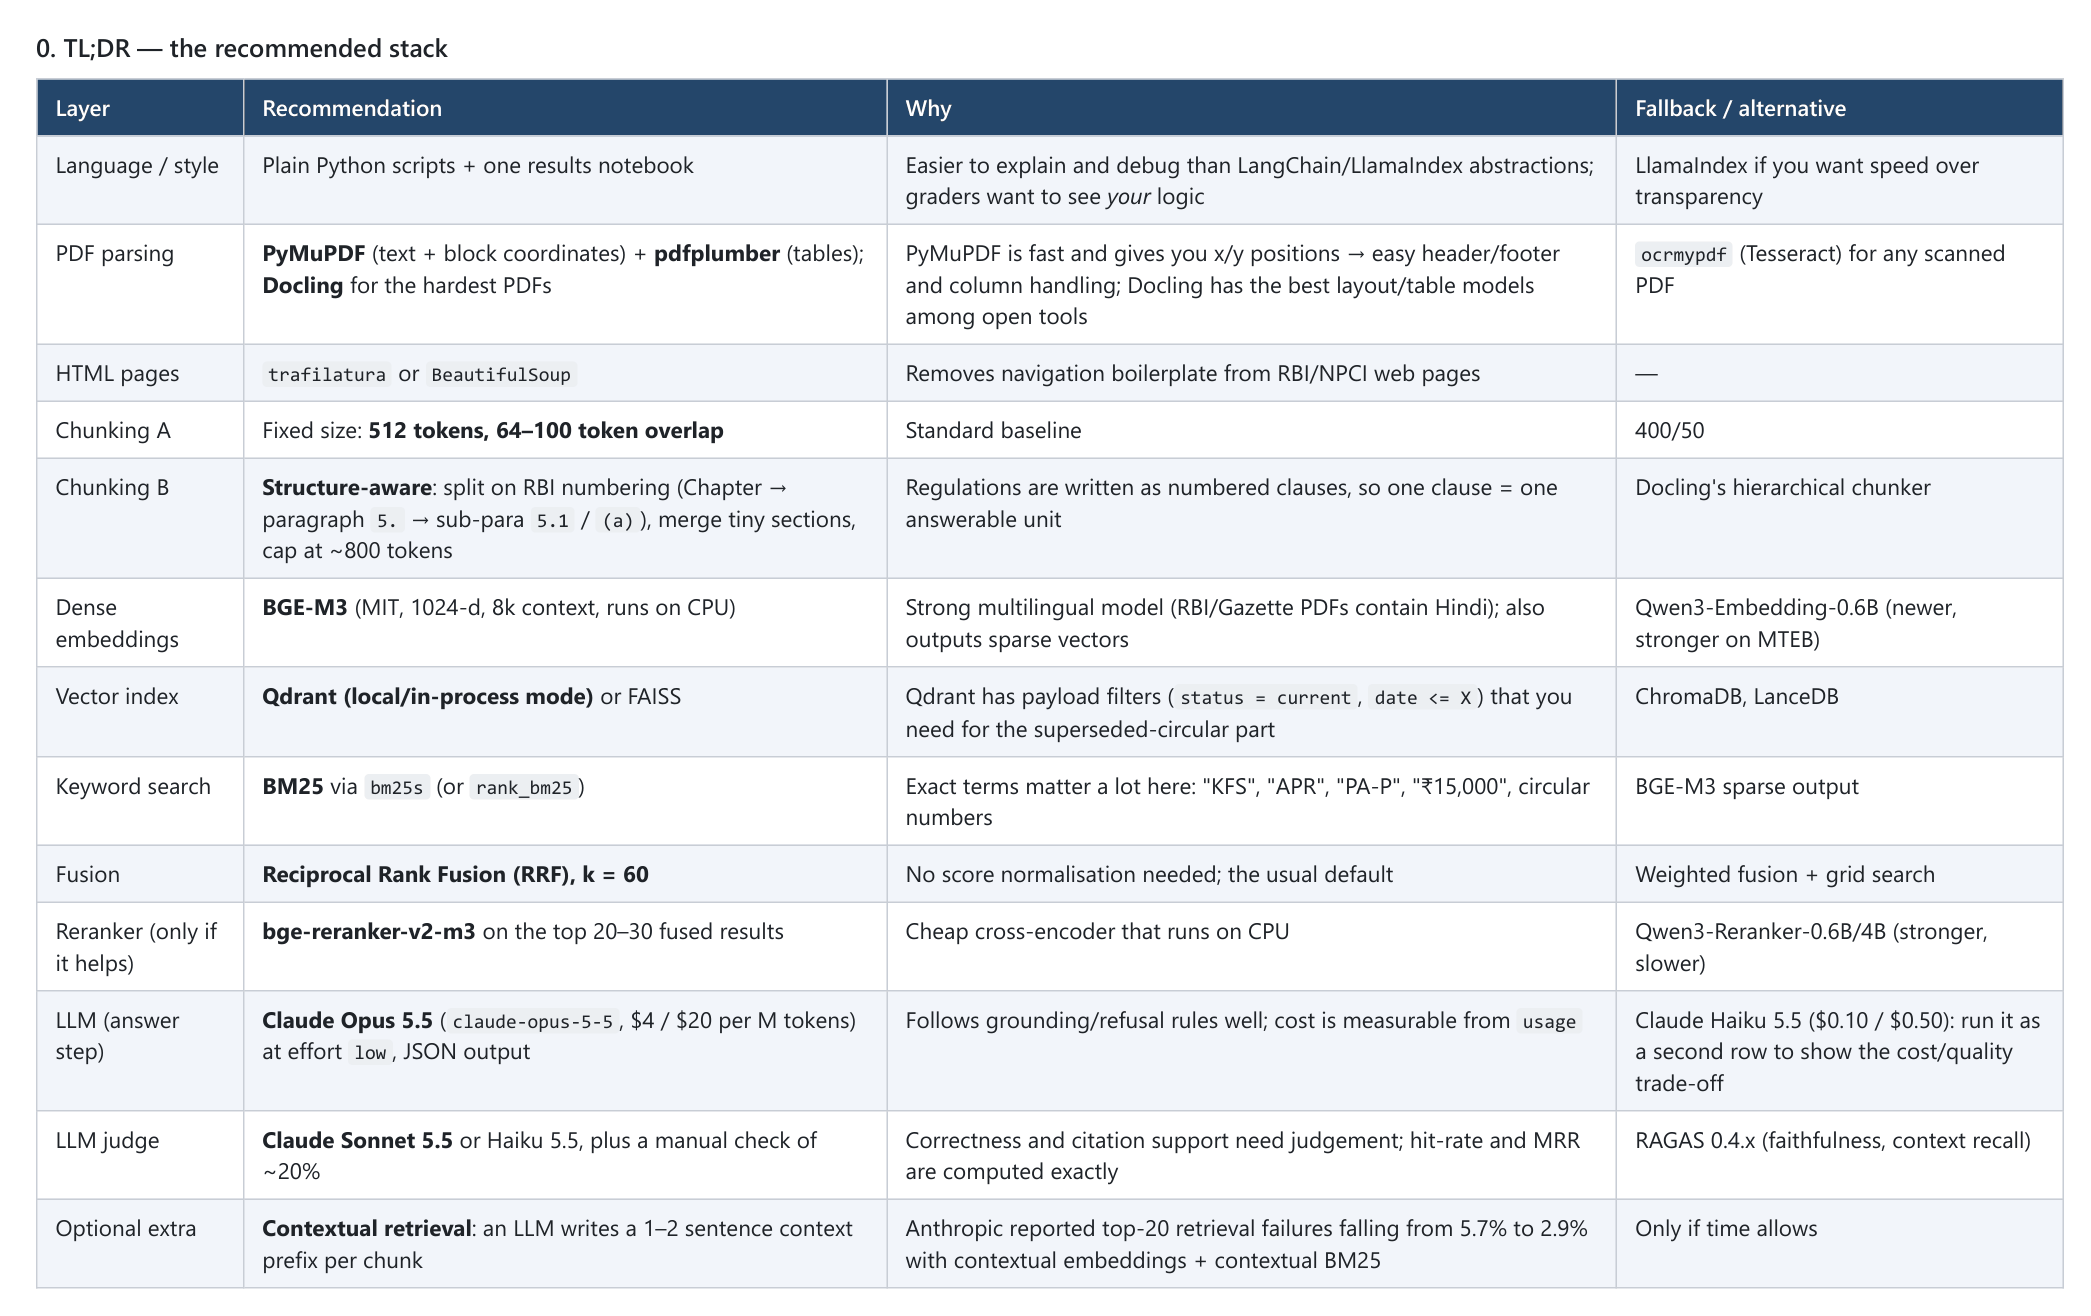 0. TL;DR — the recommended stack
Layer
Recommendation
Why
Fallback / alternative
Language / style
Plain Python scripts + one results notebook
Easier to explain and debug than LangChain/LlamaIndex abstractions;
graders want to see your logic
LlamaIndex if you want speed over
transparency
PDF parsing
PyMuPDF (text + block coordinates) + pdfplumber (tables);
Docling for the hardest PDFs
PyMuPDF is fast and gives you x/y positions → easy header/footer
and column handling; Docling has the best layout/table models
among open tools
ocrmypdf (Tesseract) for any scanned
PDF
HTML pages
trafilatura or BeautifulSoup
Removes navigation boilerplate from RBI/NPCI web pages
—
Chunking A
Fixed size: 512 tokens, 64–100 token overlap
Standard baseline
400/50
Chunking B
Structure-aware: split on RBI numbering (Chapter →
paragraph 5. → sub-para 5.1 / (a)), merge tiny sections,
cap at ~800 tokens
Regulations are written as numbered clauses, so one clause = one
answerable unit
Docling's hierarchical chunker
Dense
embeddings
BGE-M3 (MIT, 1024-d, 8k context, runs on CPU)
Strong multilingual model (RBI/Gazette PDFs contain Hindi); also
outputs sparse vectors
Qwen3-Embedding-0.6B (newer,
stronger on MTEB)
Vector index
Qdrant (local/in-process mode) or FAISS
Qdrant has payload filters (status = current, date <= X) that you
need for the superseded-circular part
ChromaDB, LanceDB
Keyword search
BM25 via bm25s (or rank_bm25)
Exact terms matter a lot here: "KFS", "APR", "PA-P", "₹15,000", circular
numbers
BGE-M3 sparse output
Fusion
Reciprocal Rank Fusion (RRF), k = 60
No score normalisation needed; the usual default
Weighted fusion + grid search
Reranker (only if
it helps)
bge-reranker-v2-m3 on the top 20–30 fused results
Cheap cross-encoder that runs on CPU
Qwen3-Reranker-0.6B/4B (stronger,
slower)
LLM (answer
step)
Claude Opus 5.5 (claude-opus-5-5, $4 / $20 per M tokens)
at effort low, JSON output
Follows grounding/refusal rules well; cost is measurable from usage
Claude Haiku 5.5 ($0.10 / $0.50): run it as
a second row to show the cost/quality
trade-off
LLM judge
Claude Sonnet 5.5 or Haiku 5.5, plus a manual check of
~20%
Correctness and citation support need judgement; hit-rate and MRR
are computed exactly
RAGAS 0.4.x (faithfulness, context recall)
Optional extra
Contextual retrieval: an LLM writes a 1–2 sentence context
prefix per chunk
Anthropic reported top-20 retrieval failures falling from 5.7% to 2.9%
with contextual embeddings + contextual BM25
Only if time allows